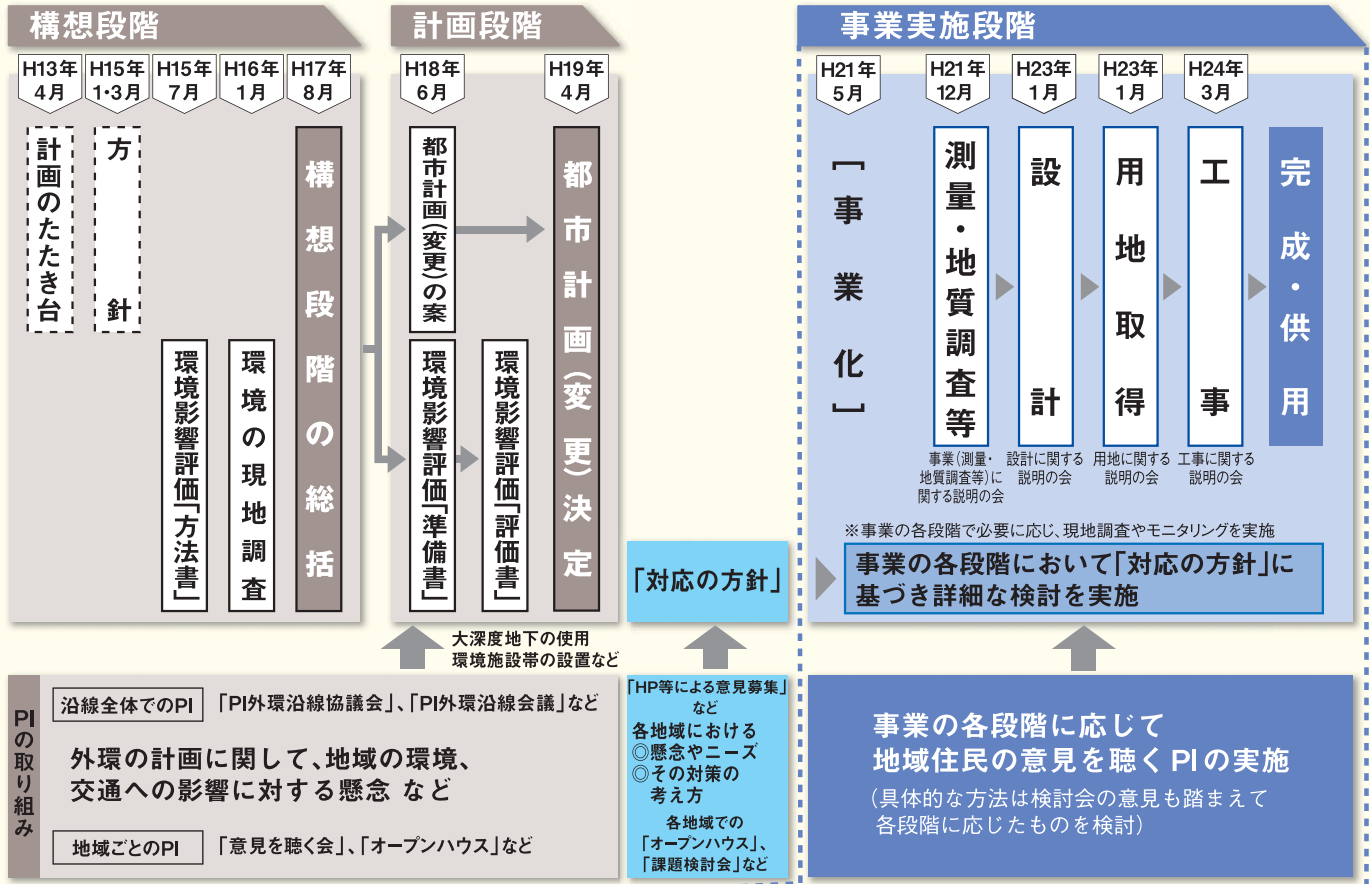 構想段階
H13年
4月
H15年
1・3月
H15年
7月
H16年
1月
H17年
8月
計画のたたき台
方針
環境影響評価「方法書」
環境の現地調査
構想段階の総括
計画段階
H18年
6月
H19年
4月
都市計画(変更)の案
環境影響評価「準備書」
環境影響評価「評価書」
都市計画(変更)決定
大深度地下の使用
環境施設帯の設置など
「対応の方針」
事業実施段階
H21年
5月
H21年
12月
H23年
1月
H23年
1月
H24年
3月
[事業化]
測量・地質調査等
設計
用地取得
工事
完成・供用
事業(測量・
地質調査等)に
関する説明の会
設計に関する
説明の会
用地に関する
説明の会
工事に関する
説明の会
※事業の各段階で必要に応じ、現地調査やモニタリングを実施
事業の各段階において「対応の方針」に
基づき詳細な検討を実施
PIの取り組み
沿線全体でのPI
「PI外環沿線協議会」、「PI外環沿線会議」など
外環の計画に関して、地域の環境、
交通への影響に対する懸念 など
地域ごとのPI
「意見を聴く会」、「オープンハウス」など
「HP等による意見募集」
など
各地域における
◎懸念やニーズ
◎その対策の
考え方
各地域での
「オープンハウス」、
「課題検討会」など
事業の各段階に応じて
地域住民の意見を聴くPIの実施
(具体的な方法は検討会の意見も踏まえて
各段階に応じたものを検討)